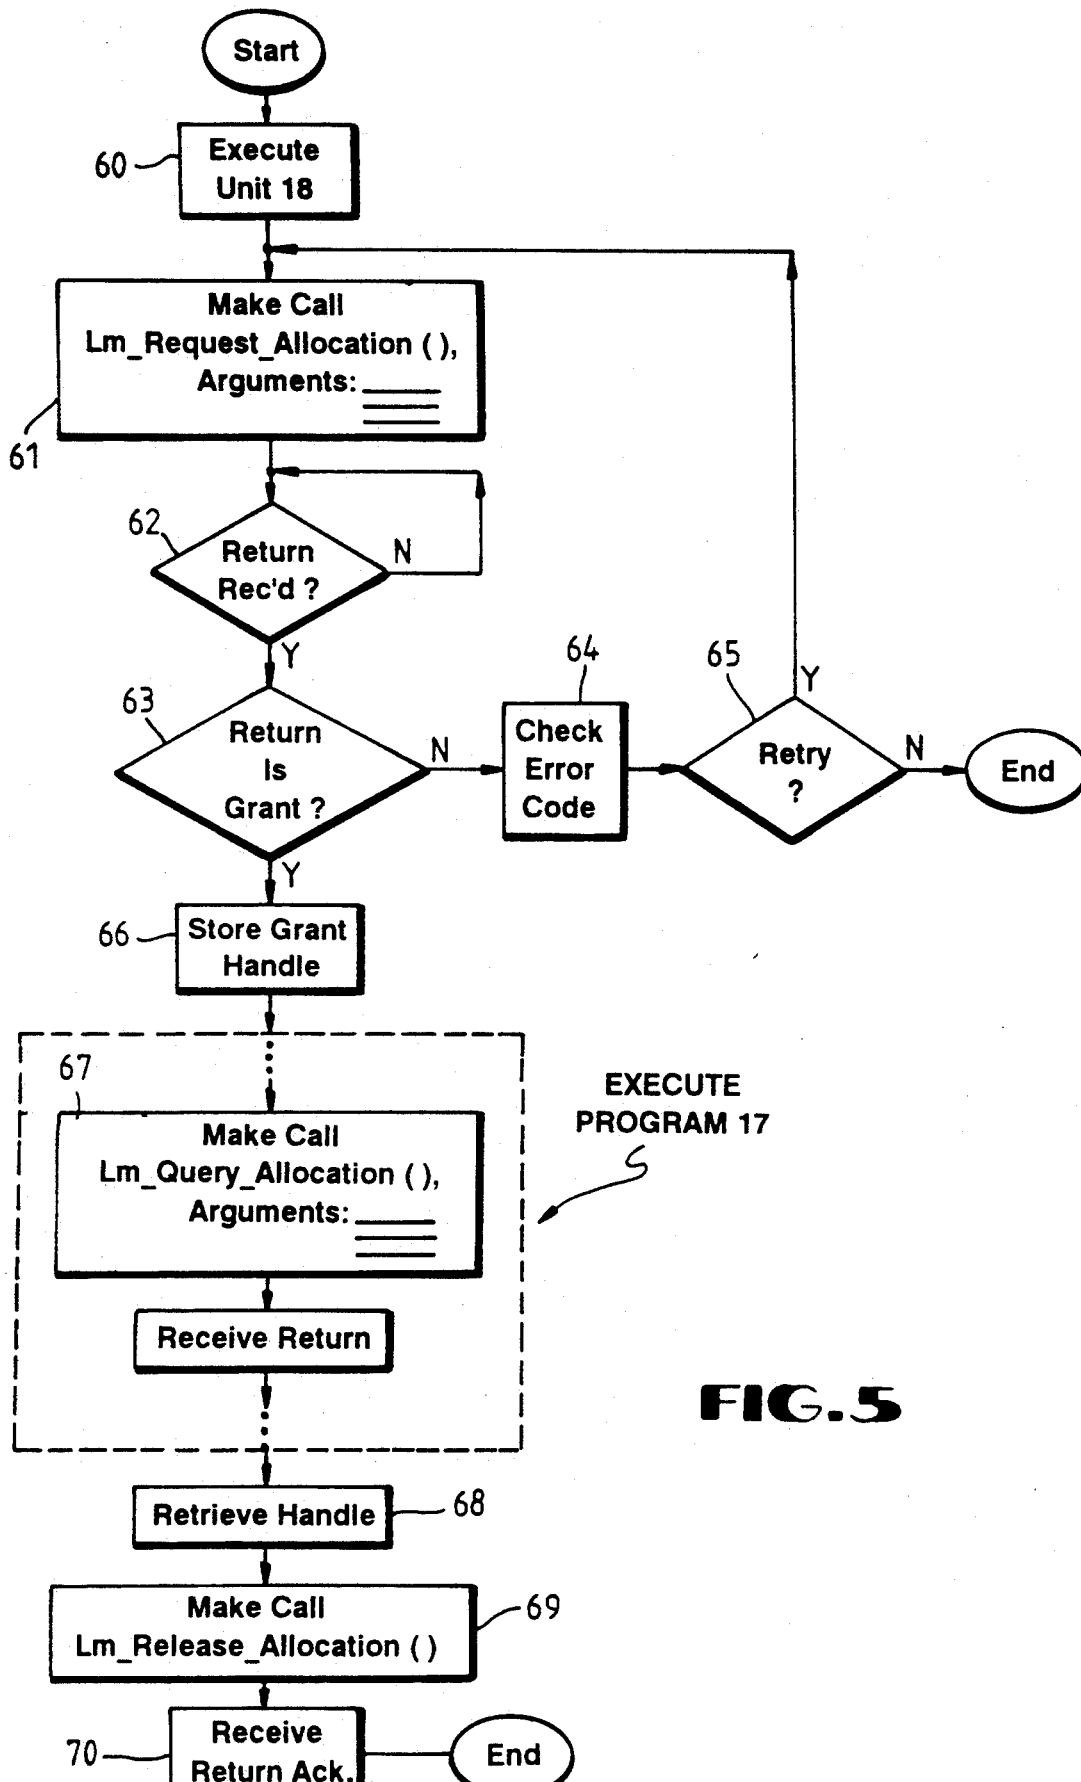 Start
60
Execute
Unit 18
Make Call
Lm_Request_Allocation ( ),
Arguments:
61
62
Return
Rec'd ?
N
Y
63
Return
Is
Grant ?
N
64
Check
Error
Code
65
Retry
?
Y
N
End
Y
66
Store Grant
Handle
67
Make Call
Lm_Query_Allocation ( ),
Arguments:
EXECUTE
PROGRAM 17
Receive Return
FIG.5
Retrieve Handle
68
Make Call
Lm_Release_Allocation ( )
69
70
Receive
Return Ack.
End